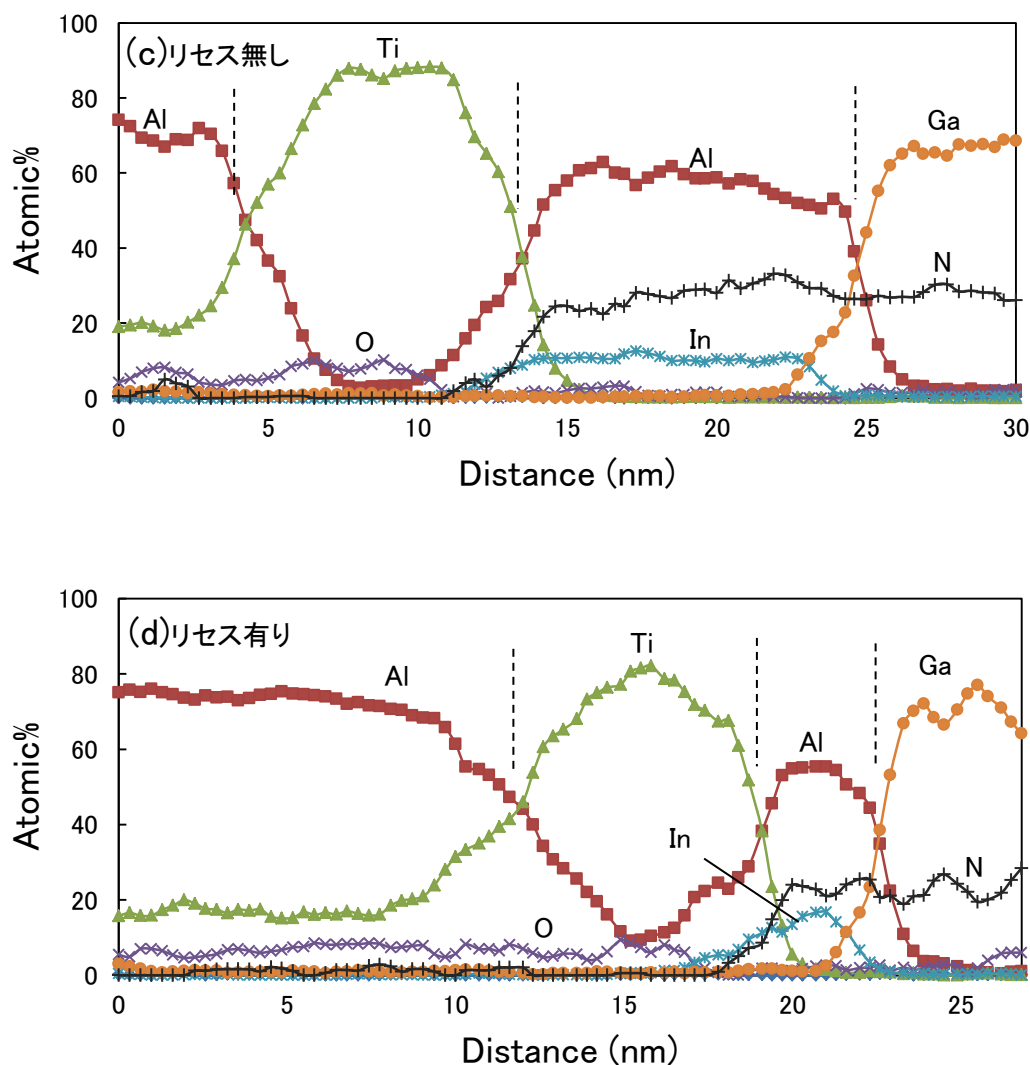 (c)リセス無し
Ti
Al
Al
Ga
O
In
N
Atomic%
100
80
60
40
20
0
0 5 10 15 20 25 30
Distance (nm)
(d)リセス有り
Al
Ti
Al
Ga
In
O
N
Atomic%
100
80
60
40
20
0
0 5 10 15 20 25
Distance (nm)